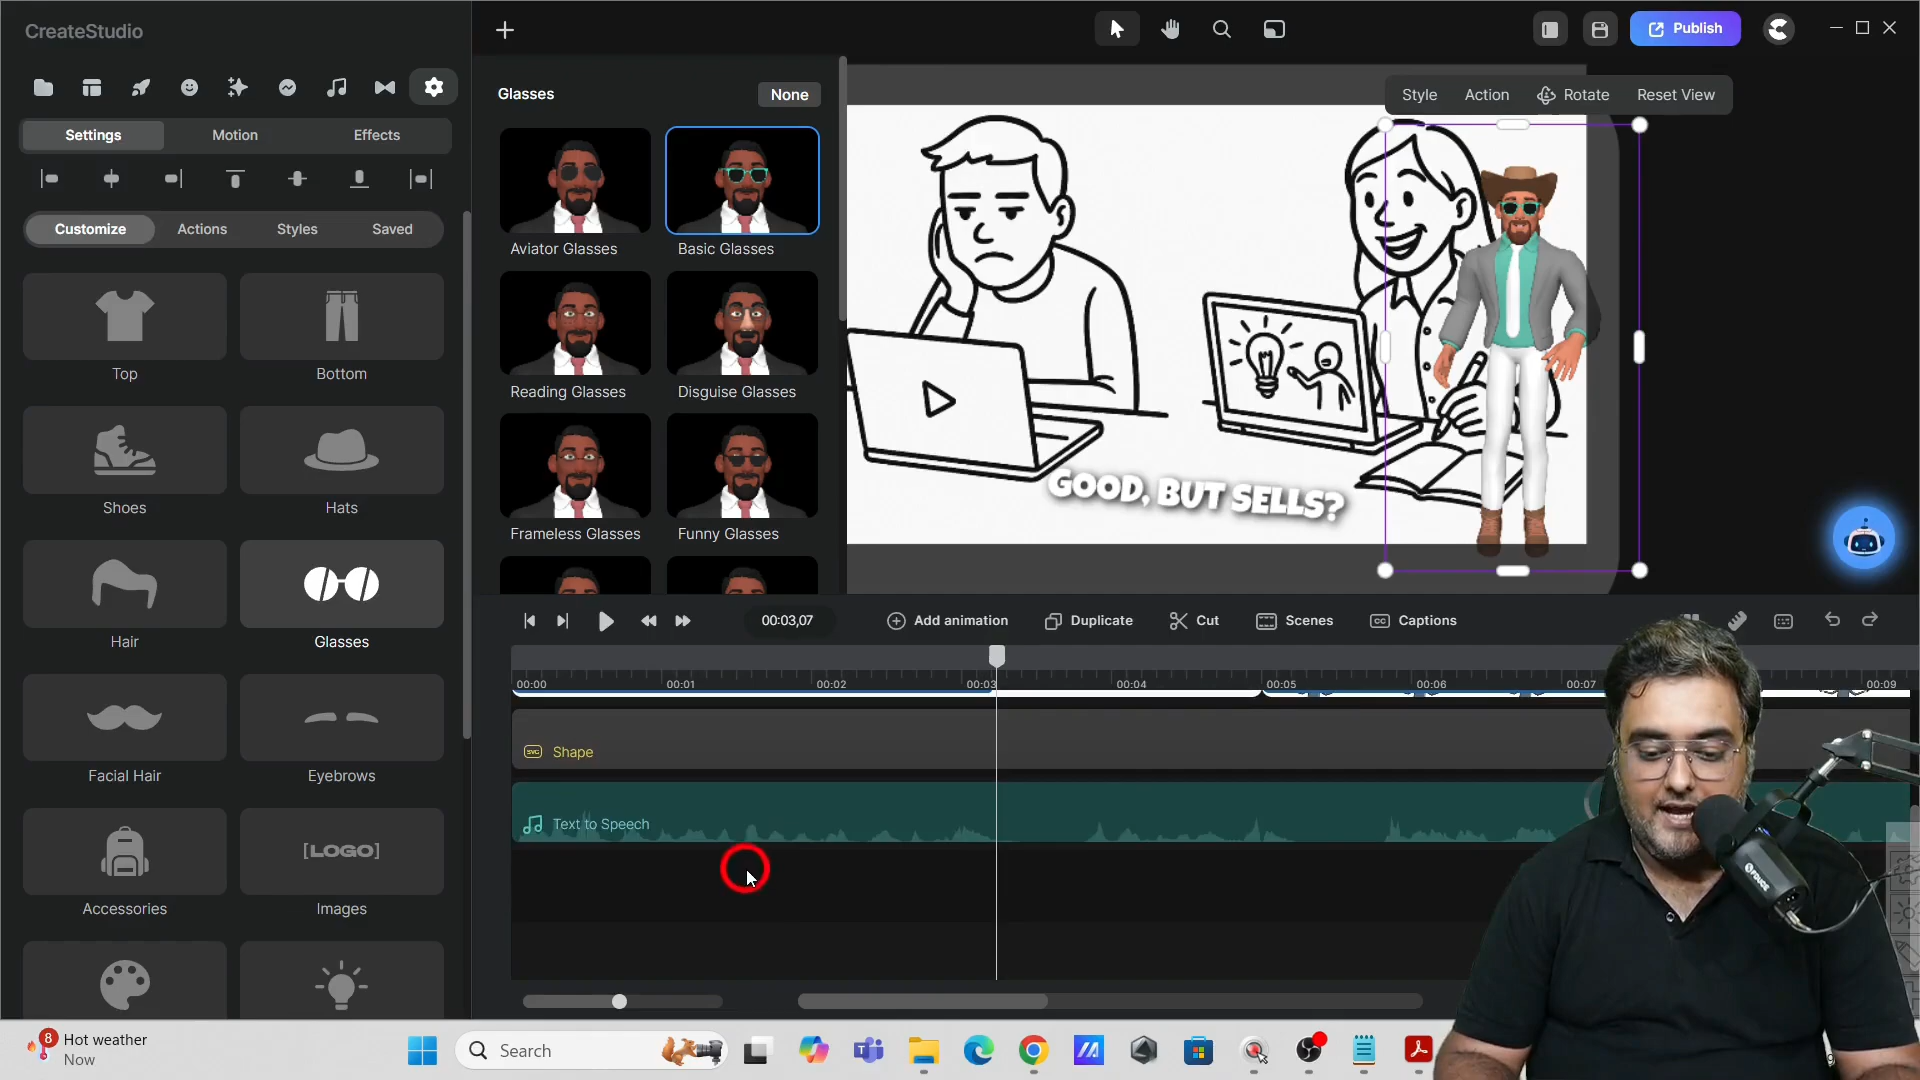 CreateStudio
Publish
Settings
Motion
Effects
Customize
Actions
Styles
Saved
Top
Bottom
Shoes
Hats
Hair
Glasses
Facial Hair
Eyebrows
[LOGO]
Accessories
Images
Glasses
None
Aviator Glasses
Basic Glasses
Reading Glasses
Disguise Glasses
Frameless Glasses
Funny Glasses
Style
Action
Rotate
Reset View
GOOD, BUT SELLS?
00:03,07
Add animation
Duplicate
Cut
Scenes
CC Captions
00:00
00:01
00:02
00:03
00:04
00:05
00:06
00:07
00:09
SVG Shape
Text to Speech
8
Hot weather
Now
Search